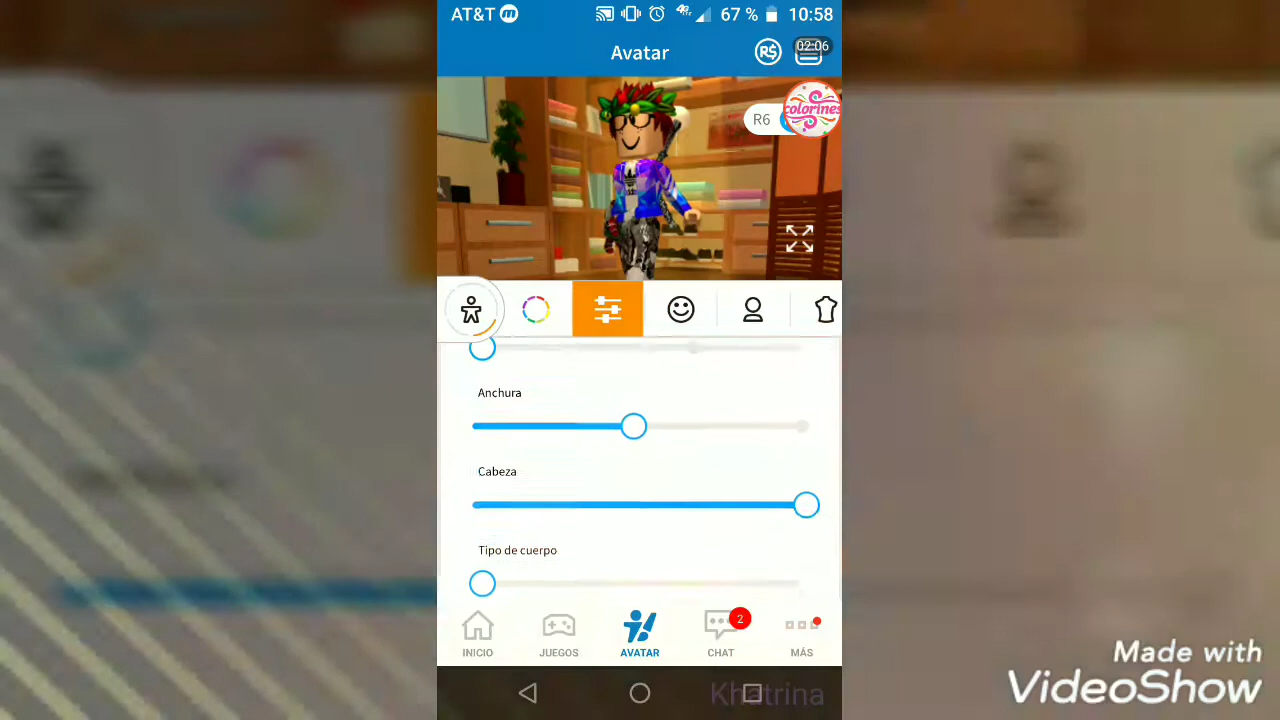 AT&T
67 % 10:58
Avatar
R$
02:06
R6
colorines
Anchura
Cabeza
Tipo de cuerpo
INICIO
JUEGOS
AVATAR
2
CHAT
MÁS
Khatrina
Made with
VideoShow